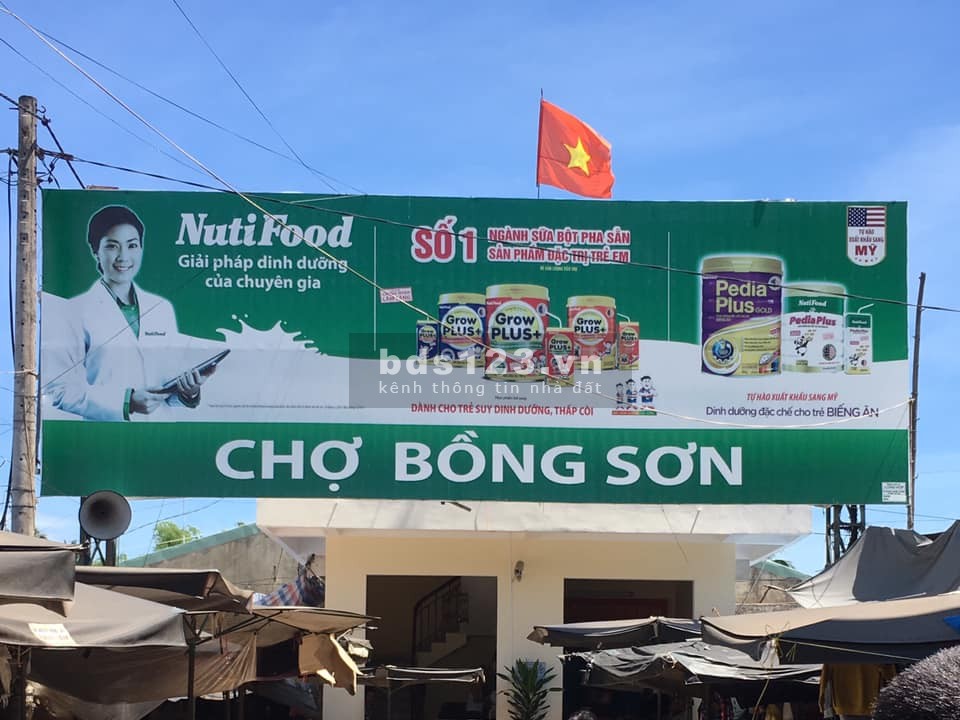 NutiFood
Giải pháp dinh dưỡng
của chuyên gia
SỐ 1
NGÀNH SỮA BỘT PHA SẴN
SẢN PHẨM ĐẶC TRỊ TRẺ EM
Grow
PLUS+
Grow
PLUS+
Grow
PLUS+
DÀNH CHO TRẺ SUY DINH DƯỠNG, THẤP CÒI
TỰ HÀO
XUẤT KHẨU SANG
MỸ
Pedia
Plus
GOLD
NutiFood
PediaPlus
TỰ HÀO XUẤT KHẨU SANG MỸ
Dinh dưỡng đặc chế cho trẻ BIẾNG ĂN
bds123.vn
kênh thông tin nhà đất
CHỢ BỒNG SƠN